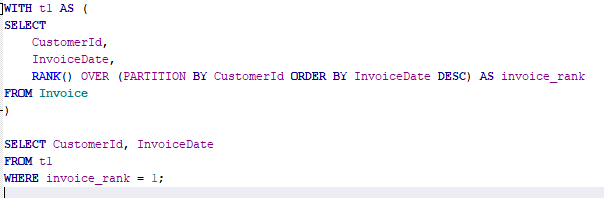 WITH t1 AS (
SELECT
    CustomerId,
    InvoiceDate,
    RANK() OVER (PARTITION BY CustomerId ORDER BY InvoiceDate DESC) AS invoice_rank
FROM Invoice
)
SELECT CustomerId, InvoiceDate
FROM t1
WHERE invoice_rank = 1;